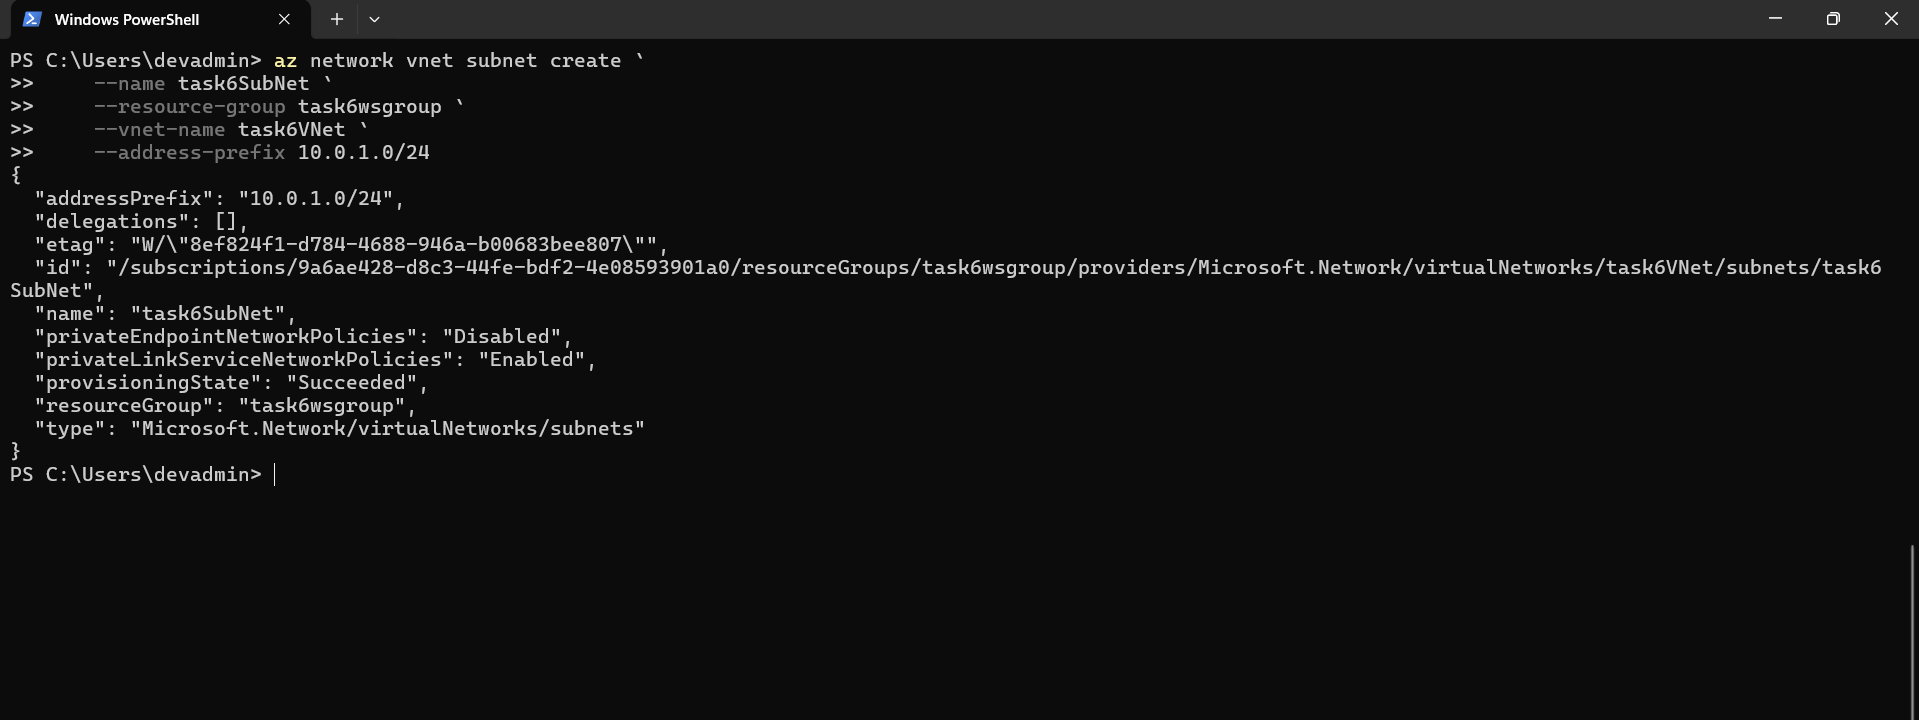 Windows PowerShell
PS C:\Users\devadmin> az network vnet subnet create `
>>     --name task6SubNet `
>>     --resource-group task6wsgroup `
>>     --vnet-name task6VNet `
>>     --address-prefix 10.0.1.0/24
{
  "addressPrefix": "10.0.1.0/24",
  "delegations": [],
  "etag": "W/\"8ef824f1-d784-4688-946a-b00683bee807\"",
  "id": "/subscriptions/9a6ae428-d8c3-44fe-bdf2-4e08593901a0/resourceGroups/task6wsgroup/providers/Microsoft.Network/virtualNetworks/task6VNet/subnets/task6
SubNet",
  "name": "task6SubNet",
  "privateEndpointNetworkPolicies": "Disabled",
  "privateLinkServiceNetworkPolicies": "Enabled",
  "provisioningState": "Succeeded",
  "resourceGroup": "task6wsgroup",
  "type": "Microsoft.Network/virtualNetworks/subnets"
}
PS C:\Users\devadmin>